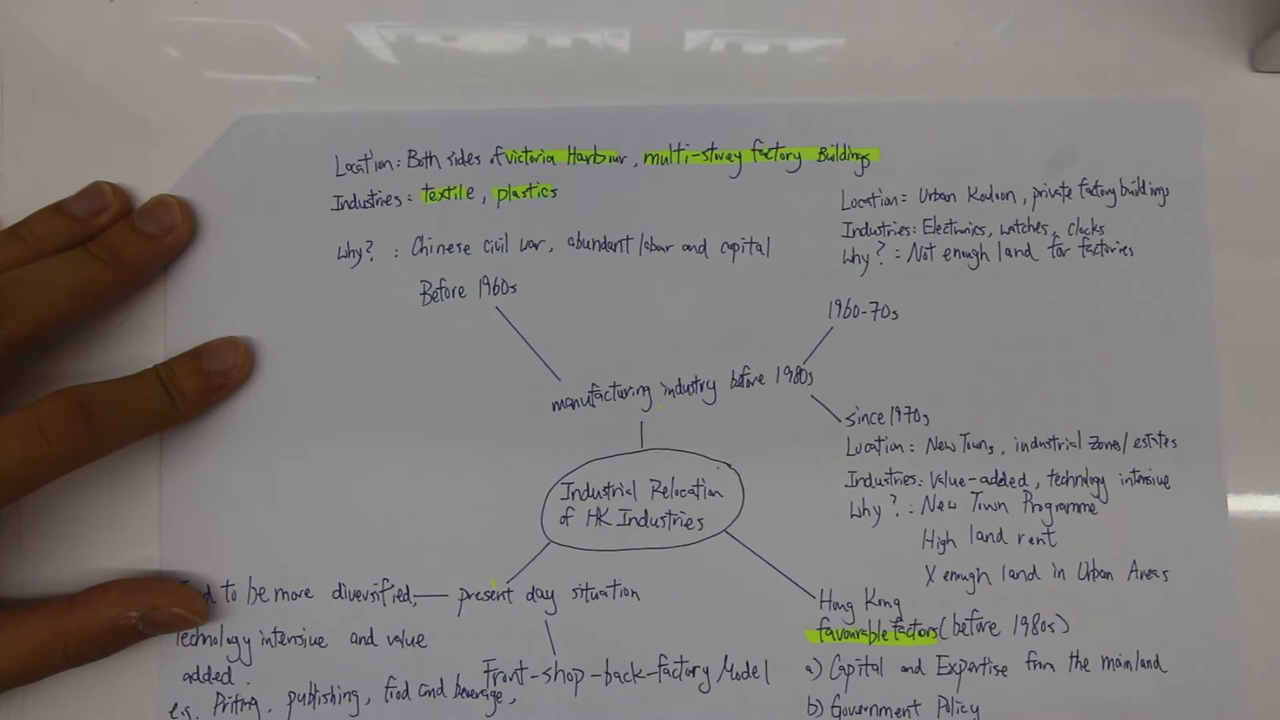 Location: Both sides of Victoria Harbour, multi-storey factory Buildings
Industries: textile, plastics
Why? : Chinese civil war, abundant labour and capital
Before 1960s
Location: Urban Kowloon, private factory buildings
Industries: Electronics, watches, clocks
Why? : Not enough land for factories
1960-70s
manufacturing industry before 1980s
since 1970s
Location: New Towns, industrial zones/estates
Industries: Value-added, technology intensive
Why? : New Town Programme
High land rent
X enough land in Urban Areas
Industrial Relocation
of HK Industries
to be more diversified,
present day situation
Technology intensive and value
added.
e.g. publishing, food and beverage,
Front-shop-back-factory Model
Hong Kong
favourable factors (before 1980s)
a) Capital and Expertise from the mainland
b) Government Policy